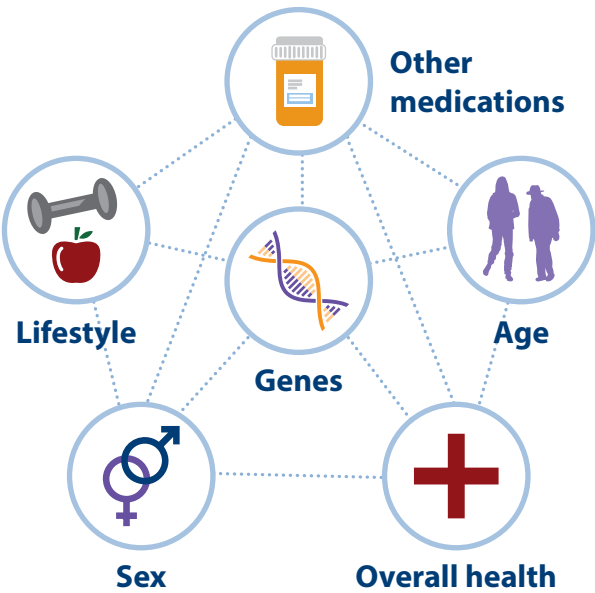 Other
medications
Lifestyle
Age
Genes
Sex
Overall health